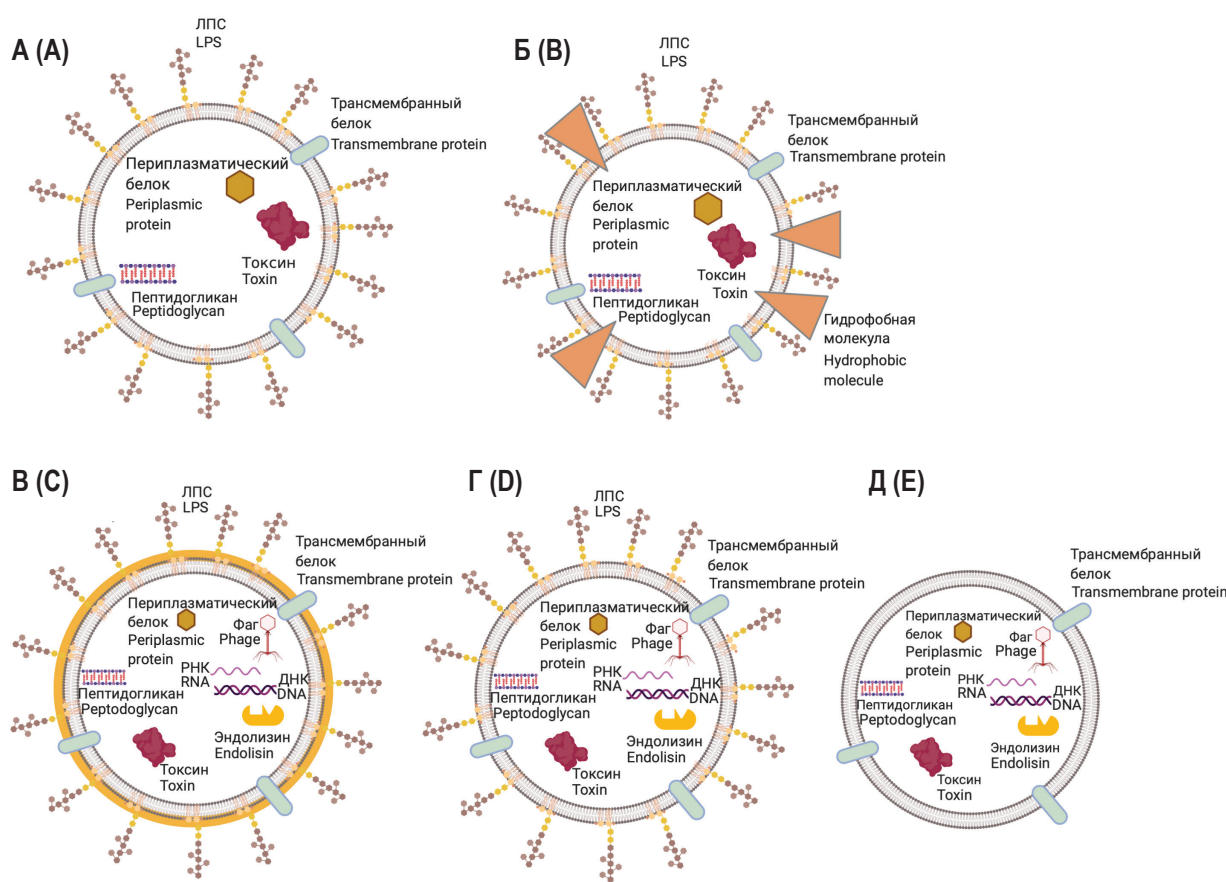 А (A)
ЛПС
LPS
Трансмембранный
белок
Transmembrane protein
Периплазматический
белок
Periplasmic
protein
Токсин
Toxin
Пептидогликан
Peptidoglycan
Б (B)
ЛПС
LPS
Трансмембранный
белок
Transmembrane protein
Периплазматический
белок
Periplasmic
protein
Токсин
Toxin
Пептидогликан
Peptidoglycan
Гидрофобная
молекула
Hydrophobic
molecule
В (C)
ЛПС
LPS
Трансмембранный
белок
Transmembrane protein
Периплазматический
белок
Periplasmic
protein
Фаг
Phage
РНК
RNA
ДНК
DNA
Пептидогликан
Peptodoglycan
Эндолизин
Endolisin
Токсин
Toxin
Г (D)
ЛПС
LPS
Трансмембранный
белок
Transmembrane protein
Периплазматический
белок
Periplasmic
protein
Фаг
Phage
РНК
RNA
ДНК
DNA
Пептидогликан
Peptodoglycan
Эндолизин
Endolisin
Токсин
Toxin
Д (E)
Трансмембранный
белок
Transmembrane protein
Периплазматический
белок
Periplasmic
protein
Фаг
Phage
РНК
RNA
ДНК
DNA
Пептидогликан
Peptodoglycan
Эндолизин
Endolisin
Токсин
Toxin